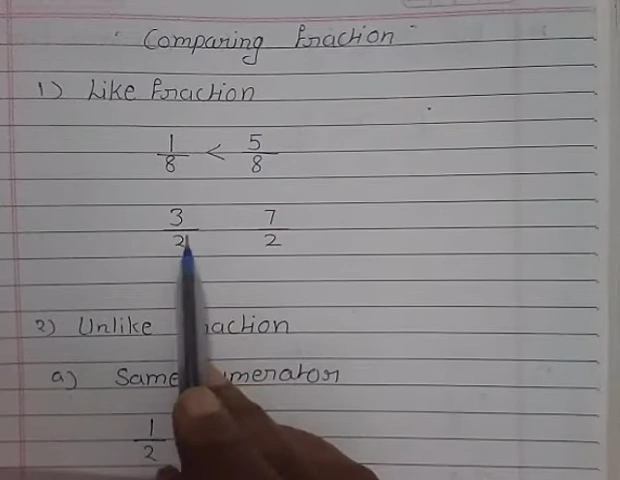 Comparing fraction
1) Like fraction
1/8 < 5/8
3/2 7/2
2) Unlike
a) Same
1/2